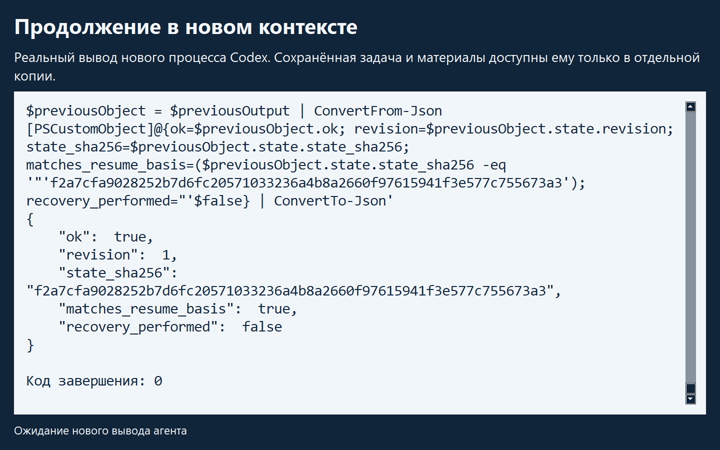 Продолжение в новом контексте
Реальный вывод нового процесса Codex. Сохранённая задача и материалы доступны ему только в отдельной
копии.
$previousObject = $previousOutput | ConvertFrom-Json
[PSCustomObject]@{ok=$previousObject.ok; revision=$previousObject.state.revision;
state_sha256=$previousObject.state.state_sha256;
matches_resume_basis=($previousObject.state.state_sha256 -eq
'"'f2a7cfa9028252b7d6fc20571033236a4b8a2660f97615941f3e577c755673a3');
recovery_performed="'$false} | ConvertTo-Json'
{
    "ok":  true,
    "revision":  1,
    "state_sha256":
"f2a7cfa9028252b7d6fc20571033236a4b8a2660f97615941f3e577c755673a3",
    "matches_resume_basis":  true,
    "recovery_performed":  false
}
Код завершения: 0
Ожидание нового вывода агента